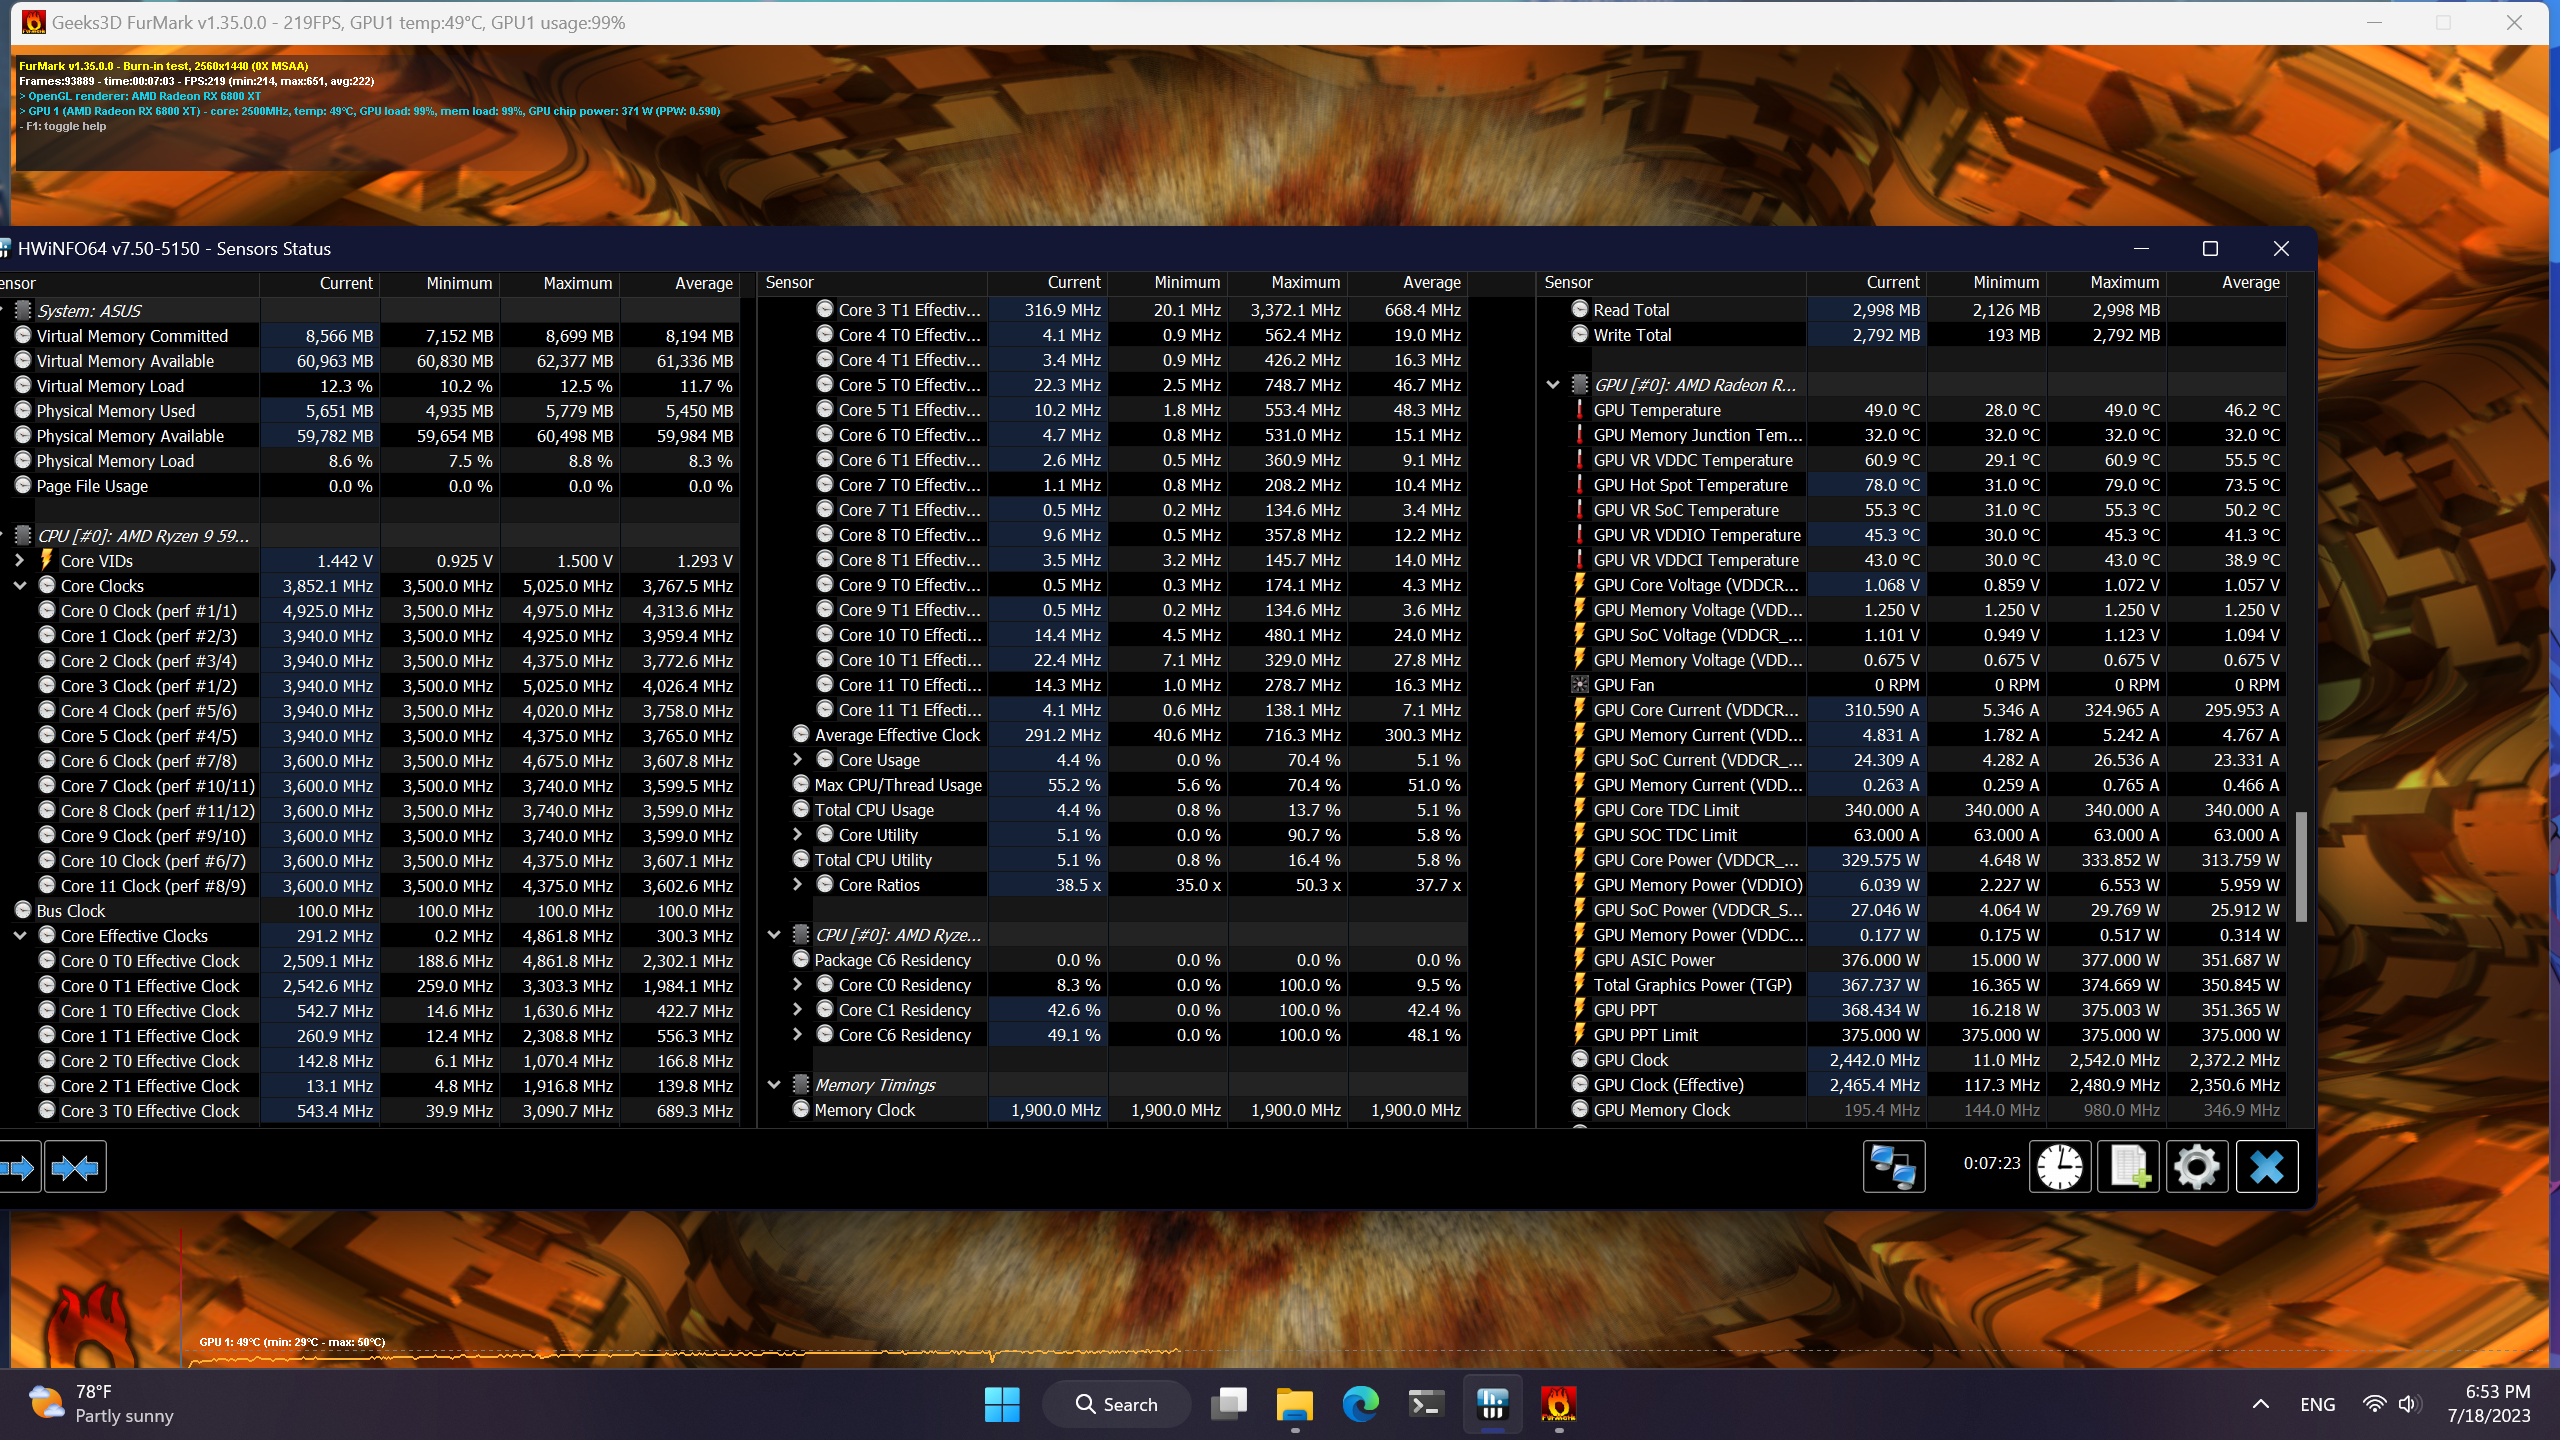 Geeks3D FurMark v1.35.0.0 - 219FPS, GPU1 temp:49°C, GPU1 usage:99%
FurMark v1.35.0.0 - Burn-in test, 2560x1440 (0X MSAA)
Frames:93889 - time:00:07:03 - FPS:219 (min:214, max:651, avg:222)
> OpenGL renderer: AMD Radeon RX 6800 XT
> GPU 1 (AMD Radeon RX 6800 XT) - core: 2500MHz, temp: 49°C, GPU load: 99%, mem load: 99%, GPU chip power: 371 W (PPW: 0.590)
- F1: toggle help
HWiNFO64 v7.50-5150 - Sensors Status
ensor Current Minimum Maximum Average
System: ASUS
Virtual Memory Committed 8,566 MB 7,152 MB 8,699 MB 8,194 MB
Virtual Memory Available 60,963 MB 60,830 MB 62,377 MB 61,336 MB
Virtual Memory Load 12.3 % 10.2 % 12.5 % 11.7 %
Physical Memory Used 5,651 MB 4,935 MB 5,779 MB 5,450 MB
Physical Memory Available 59,782 MB 59,654 MB 60,498 MB 59,984 MB
Physical Memory Load 8.6 % 7.5 % 8.8 % 8.3 %
Page File Usage 0.0 % 0.0 % 0.0 % 0.0 %
CPU [#0]: AMD Ryzen 9 59...
Core VIDs 1.442 V 0.925 V 1.500 V 1.293 V
Core Clocks 3,852.1 MHz 3,500.0 MHz 5,025.0 MHz 3,767.5 MHz
Core 0 Clock (perf #1/1) 4,925.0 MHz 3,500.0 MHz 4,975.0 MHz 4,313.6 MHz
Core 1 Clock (perf #2/3) 3,940.0 MHz 3,500.0 MHz 4,925.0 MHz 3,959.4 MHz
Core 2 Clock (perf #3/4) 3,940.0 MHz 3,500.0 MHz 4,375.0 MHz 3,772.6 MHz
Core 3 Clock (perf #1/2) 3,940.0 MHz 3,500.0 MHz 5,025.0 MHz 4,026.4 MHz
Core 4 Clock (perf #5/6) 3,940.0 MHz 3,500.0 MHz 4,020.0 MHz 3,758.0 MHz
Core 5 Clock (perf #4/5) 3,940.0 MHz 3,500.0 MHz 4,375.0 MHz 3,765.0 MHz
Core 6 Clock (perf #7/8) 3,600.0 MHz 3,500.0 MHz 4,675.0 MHz 3,607.8 MHz
Core 7 Clock (perf #10/11) 3,600.0 MHz 3,500.0 MHz 3,740.0 MHz 3,599.5 MHz
Core 8 Clock (perf #11/12) 3,600.0 MHz 3,500.0 MHz 3,740.0 MHz 3,599.0 MHz
Core 9 Clock (perf #9/10) 3,600.0 MHz 3,500.0 MHz 3,740.0 MHz 3,599.0 MHz
Core 10 Clock (perf #6/7) 3,600.0 MHz 3,500.0 MHz 4,375.0 MHz 3,607.1 MHz
Core 11 Clock (perf #8/9) 3,600.0 MHz 3,500.0 MHz 4,375.0 MHz 3,602.6 MHz
Bus Clock 100.0 MHz 100.0 MHz 100.0 MHz 100.0 MHz
Core Effective Clocks 291.2 MHz 0.2 MHz 4,861.8 MHz 300.3 MHz
Core 0 T0 Effective Clock 2,509.1 MHz 188.6 MHz 4,861.8 MHz 2,302.1 MHz
Core 0 T1 Effective Clock 2,542.6 MHz 259.0 MHz 3,303.3 MHz 1,984.1 MHz
Core 1 T0 Effective Clock 542.7 MHz 14.6 MHz 1,630.6 MHz 422.7 MHz
Core 1 T1 Effective Clock 260.9 MHz 12.4 MHz 2,308.8 MHz 556.3 MHz
Core 2 T0 Effective Clock 142.8 MHz 6.1 MHz 1,070.4 MHz 166.8 MHz
Core 2 T1 Effective Clock 13.1 MHz 4.8 MHz 1,916.8 MHz 139.8 MHz
Core 3 T0 Effective Clock 543.4 MHz 39.9 MHz 3,090.7 MHz 689.3 MHz
Sensor Current Minimum Maximum Average
Core 3 T1 Effectiv... 316.9 MHz 20.1 MHz 3,372.1 MHz 668.4 MHz
Core 4 T0 Effectiv... 4.1 MHz 0.9 MHz 562.4 MHz 19.0 MHz
Core 4 T1 Effectiv... 3.4 MHz 0.9 MHz 426.2 MHz 16.3 MHz
Core 5 T0 Effectiv... 22.3 MHz 2.5 MHz 748.7 MHz 46.7 MHz
Core 5 T1 Effectiv... 10.2 MHz 1.8 MHz 553.4 MHz 48.3 MHz
Core 6 T0 Effectiv... 4.7 MHz 0.8 MHz 531.0 MHz 15.1 MHz
Core 6 T1 Effectiv... 2.6 MHz 0.5 MHz 360.9 MHz 9.1 MHz
Core 7 T0 Effectiv... 1.1 MHz 0.8 MHz 208.2 MHz 10.4 MHz
Core 7 T1 Effectiv... 0.5 MHz 0.2 MHz 134.6 MHz 3.4 MHz
Core 8 T0 Effectiv... 9.6 MHz 0.5 MHz 357.8 MHz 12.2 MHz
Core 8 T1 Effectiv... 3.5 MHz 3.2 MHz 145.7 MHz 14.0 MHz
Core 9 T0 Effectiv... 0.5 MHz 0.3 MHz 174.1 MHz 4.3 MHz
Core 9 T1 Effectiv... 0.5 MHz 0.2 MHz 134.6 MHz 3.6 MHz
Core 10 T0 Effecti... 14.4 MHz 4.5 MHz 480.1 MHz 24.0 MHz
Core 10 T1 Effecti... 22.4 MHz 7.1 MHz 329.0 MHz 27.8 MHz
Core 11 T0 Effecti... 14.3 MHz 1.0 MHz 278.7 MHz 16.3 MHz
Core 11 T1 Effecti... 4.1 MHz 0.6 MHz 138.1 MHz 7.1 MHz
Average Effective Clock 291.2 MHz 40.6 MHz 716.3 MHz 300.3 MHz
Core Usage 4.4 % 0.0 % 70.4 % 5.1 %
Max CPU/Thread Usage 55.2 % 5.6 % 70.4 % 51.0 %
Total CPU Usage 4.4 % 0.8 % 13.7 % 5.1 %
Core Utility 5.1 % 0.0 % 90.7 % 5.8 %
Total CPU Utility 5.1 % 0.8 % 16.4 % 5.8 %
Core Ratios 38.5 x 35.0 x 50.3 x 37.7 x
CPU [#0]: AMD Ryze...
Package C6 Residency 0.0 % 0.0 % 0.0 % 0.0 %
Core C0 Residency 8.3 % 0.0 % 100.0 % 9.5 %
Core C1 Residency 42.6 % 0.0 % 100.0 % 42.4 %
Core C6 Residency 49.1 % 0.0 % 100.0 % 48.1 %
Memory Timings
Memory Clock 1,900.0 MHz 1,900.0 MHz 1,900.0 MHz 1,900.0 MHz
Sensor Current Minimum Maximum Average
Read Total 2,998 MB 2,126 MB 2,998 MB
Write Total 2,792 MB 193 MB 2,792 MB
GPU [#0]: AMD Radeon R...
GPU Temperature 49.0 °C 28.0 °C 49.0 °C 46.2 °C
GPU Memory Junction Tem... 32.0 °C 32.0 °C 32.0 °C 32.0 °C
GPU VR VDDC Temperature 60.9 °C 29.1 °C 60.9 °C 55.5 °C
GPU Hot Spot Temperature 78.0 °C 31.0 °C 79.0 °C 73.5 °C
GPU VR SoC Temperature 55.3 °C 31.0 °C 55.3 °C 50.2 °C
GPU VR VDDIO Temperature 45.3 °C 30.0 °C 45.3 °C 41.3 °C
GPU VR VDDCI Temperature 43.0 °C 30.0 °C 43.0 °C 38.9 °C
GPU Core Voltage (VDDCR... 1.068 V 0.859 V 1.072 V 1.057 V
GPU Memory Voltage (VDD... 1.250 V 1.250 V 1.250 V 1.250 V
GPU SoC Voltage (VDDCR_... 1.101 V 0.949 V 1.123 V 1.094 V
GPU Memory Voltage (VDD... 0.675 V 0.675 V 0.675 V 0.675 V
GPU Fan 0 RPM 0 RPM 0 RPM 0 RPM
GPU Core Current (VDDCR... 310.590 A 5.346 A 324.965 A 295.953 A
GPU Memory Current (VDD... 4.831 A 1.782 A 5.242 A 4.767 A
GPU SoC Current (VDDCR_... 24.309 A 4.282 A 26.536 A 23.331 A
GPU Memory Current (VDD... 0.263 A 0.259 A 0.765 A 0.466 A
GPU Core TDC Limit 340.000 A 340.000 A 340.000 A 340.000 A
GPU SOC TDC Limit 63.000 A 63.000 A 63.000 A 63.000 A
GPU Core Power (VDDCR_... 329.575 W 4.648 W 333.852 W 313.759 W
GPU Memory Power (VDDIO) 6.039 W 2.227 W 6.553 W 5.959 W
GPU SoC Power (VDDCR_S... 27.046 W 4.064 W 29.769 W 25.912 W
GPU Memory Power (VDDC... 0.177 W 0.175 W 0.517 W 0.314 W
GPU ASIC Power 376.000 W 15.000 W 377.000 W 351.687 W
Total Graphics Power (TGP) 367.737 W 16.365 W 374.669 W 350.845 W
GPU PPT 368.434 W 16.218 W 375.003 W 351.365 W
GPU PPT Limit 375.000 W 375.000 W 375.000 W 375.000 W
GPU Clock 2,442.0 MHz 11.0 MHz 2,542.0 MHz 2,372.2 MHz
GPU Clock (Effective) 2,465.4 MHz 117.3 MHz 2,480.9 MHz 2,350.6 MHz
GPU Memory Clock 195.4 MHz 144.0 MHz 980.0 MHz 346.9 MHz
0:07:23
GPU 1: 49°C (min: 29°C - max: 50°C)
78°F
Partly sunny
Search
ENG
6:53 PM
7/18/2023